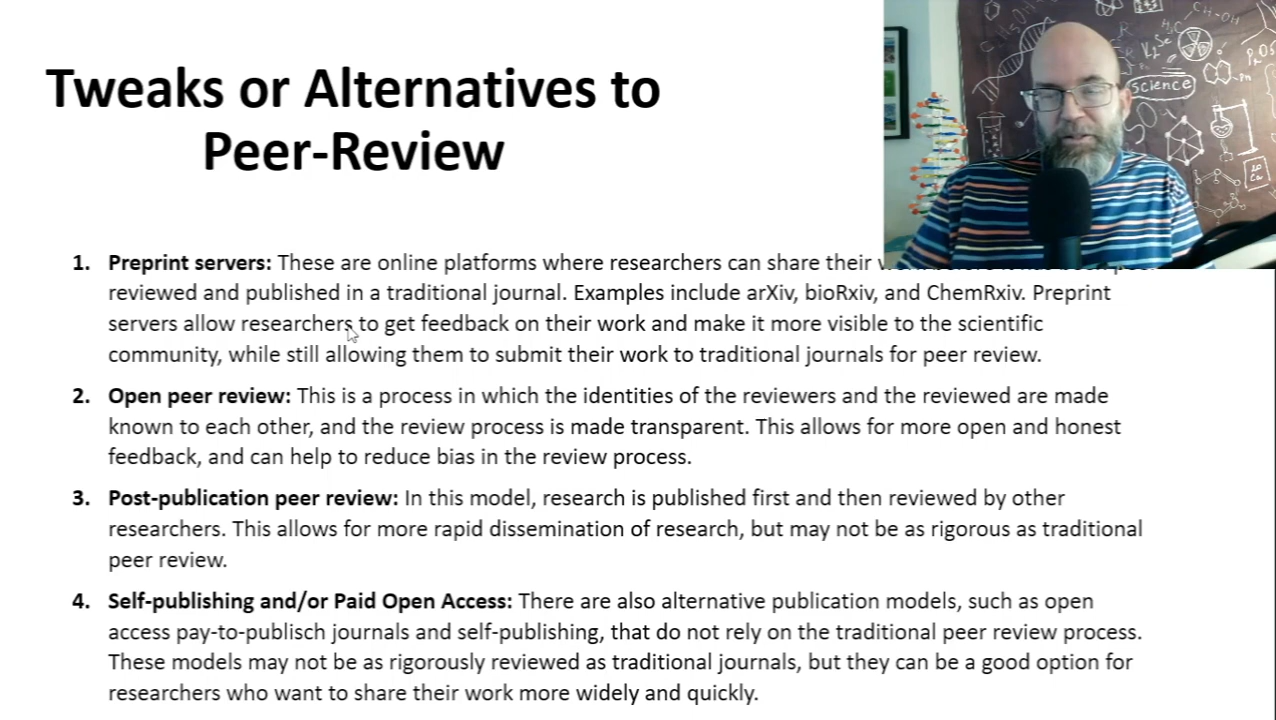 Tweaks or Alternatives to
Peer-Review
science
1. Preprint servers: These are online platforms where researchers can share their
reviewed and published in a traditional journal. Examples include arXiv, bioRxiv, and ChemRxiv. Preprint
servers allow researchers to get feedback on their work and make it more visible to the scientific
community, while still allowing them to submit their work to traditional journals for peer review.
2. Open peer review: This is a process in which the identities of the reviewers and the reviewed are made
known to each other, and the review process is made transparent. This allows for more open and honest
feedback, and can help to reduce bias in the review process.
3. Post-publication peer review: In this model, research is published first and then reviewed by other
researchers. This allows for more rapid dissemination of research, but may not be as rigorous as traditional
peer review.
4. Self-publishing and/or Paid Open Access: There are also alternative publication models, such as open
access pay-to-publisch journals and self-publishing, that do not rely on the traditional peer review process.
These models may not be as rigorously reviewed as traditional journals, but they can be a good option for
researchers who want to share their work more widely and quickly.